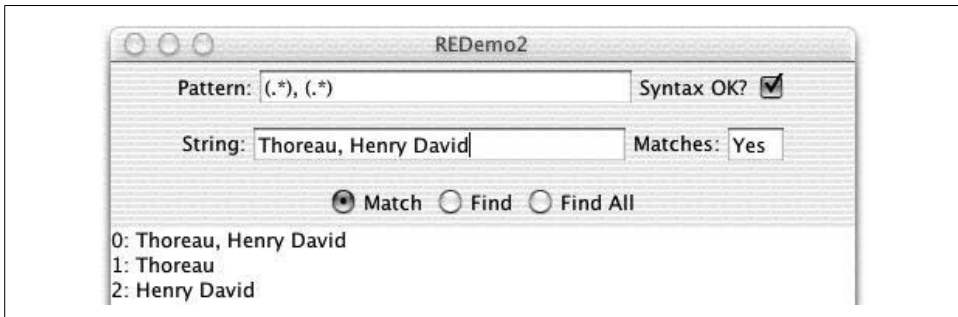 REDemo2
Pattern: (.*), (.*) Syntax OK?
String: Thoreau, Henry David Matches: Yes
Match Find Find All
0: Thoreau, Henry David
1: Thoreau
2: Henry David